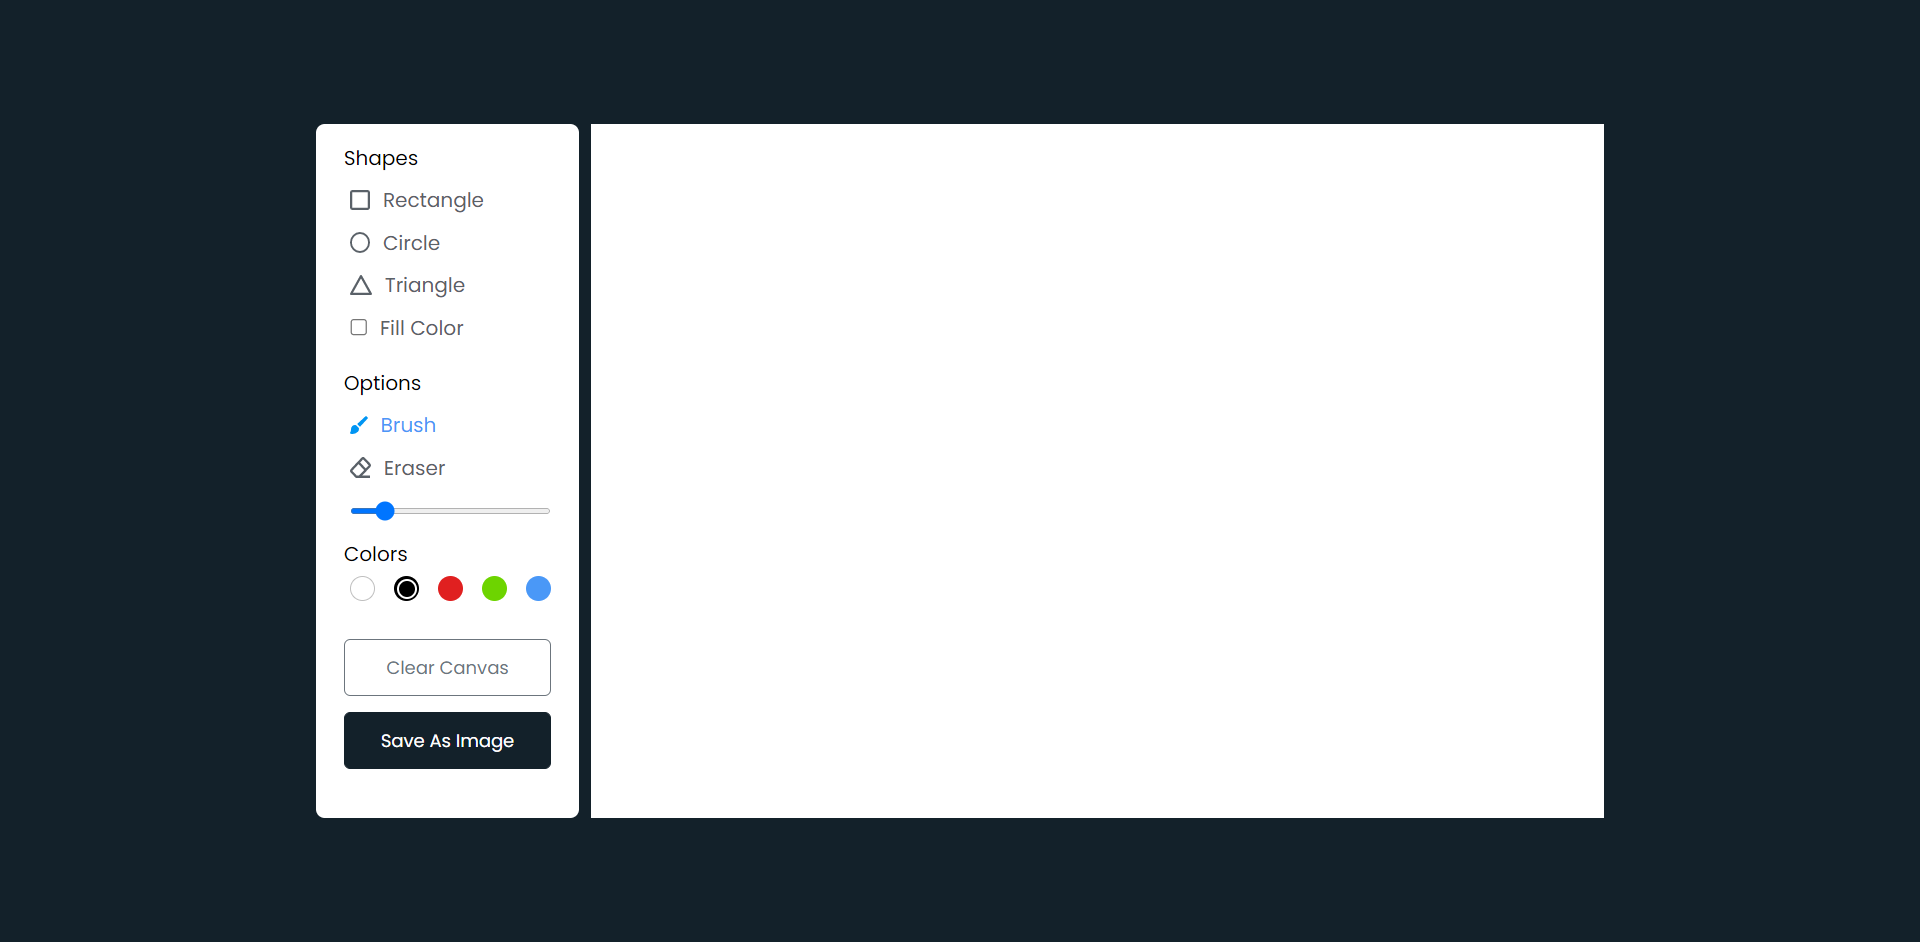 Shapes
Rectangle
Circle
Triangle
Fill Color
Options
Brush
Eraser
Colors
Clear Canvas
Save As Image